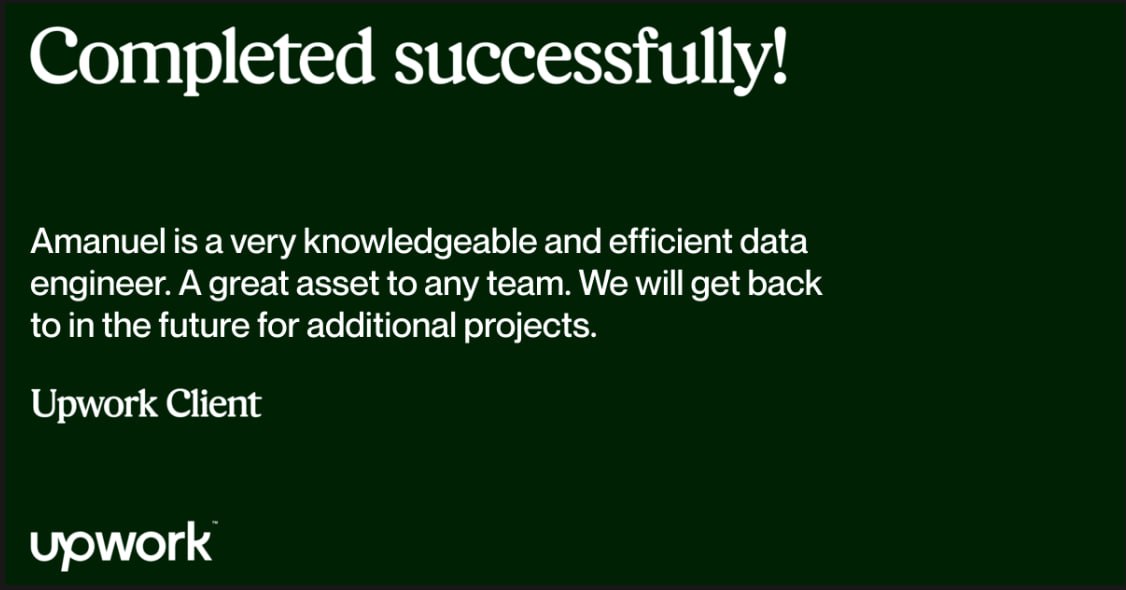 Completed successfully!
Amanuel is a very knowledgeable and efficient data
engineer. A great asset to any team. We will get back
to in the future for additional projects.
Upwork Client
upwork™